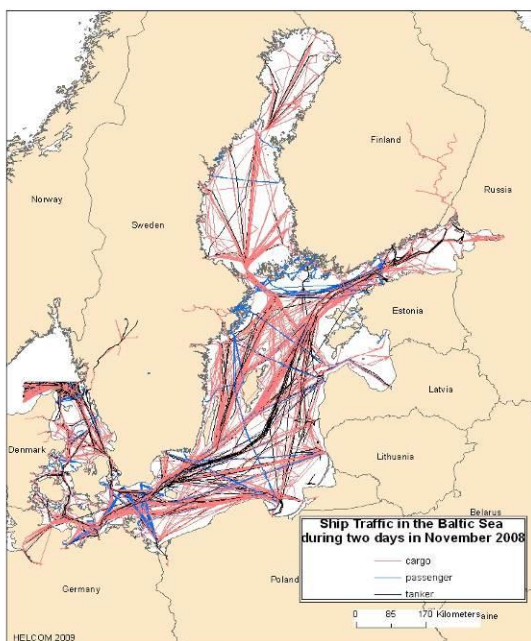 Finland
Norway
Russia
Sweden
Estonia
Latvia
Denmark
Lithuania
Belarus
Ship Traffic in the Baltic Sea
during two days in November 2008
cargo
passenger
tanker
Germany
Poland
0 85 170 Kilometers
aine
HELCOM 2009